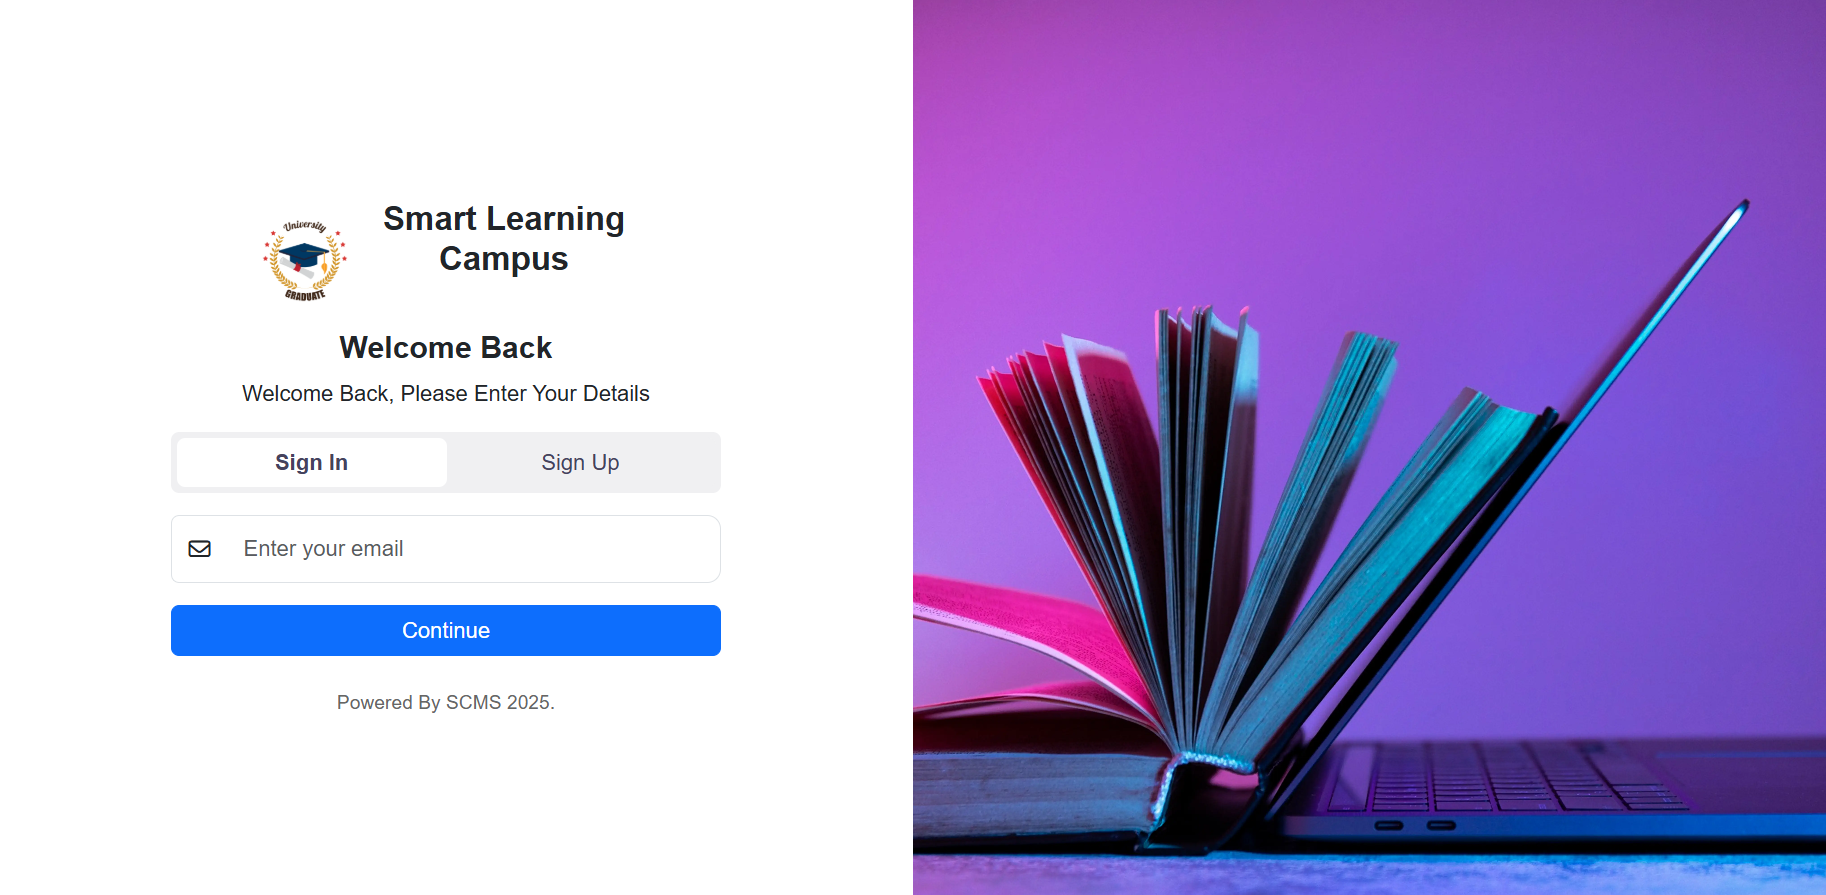 University
GRADUATE
Smart Learning
Campus
Welcome Back
Welcome Back, Please Enter Your Details
Sign In
Sign Up
Enter your email
Continue
Powered By SCMS 2025.